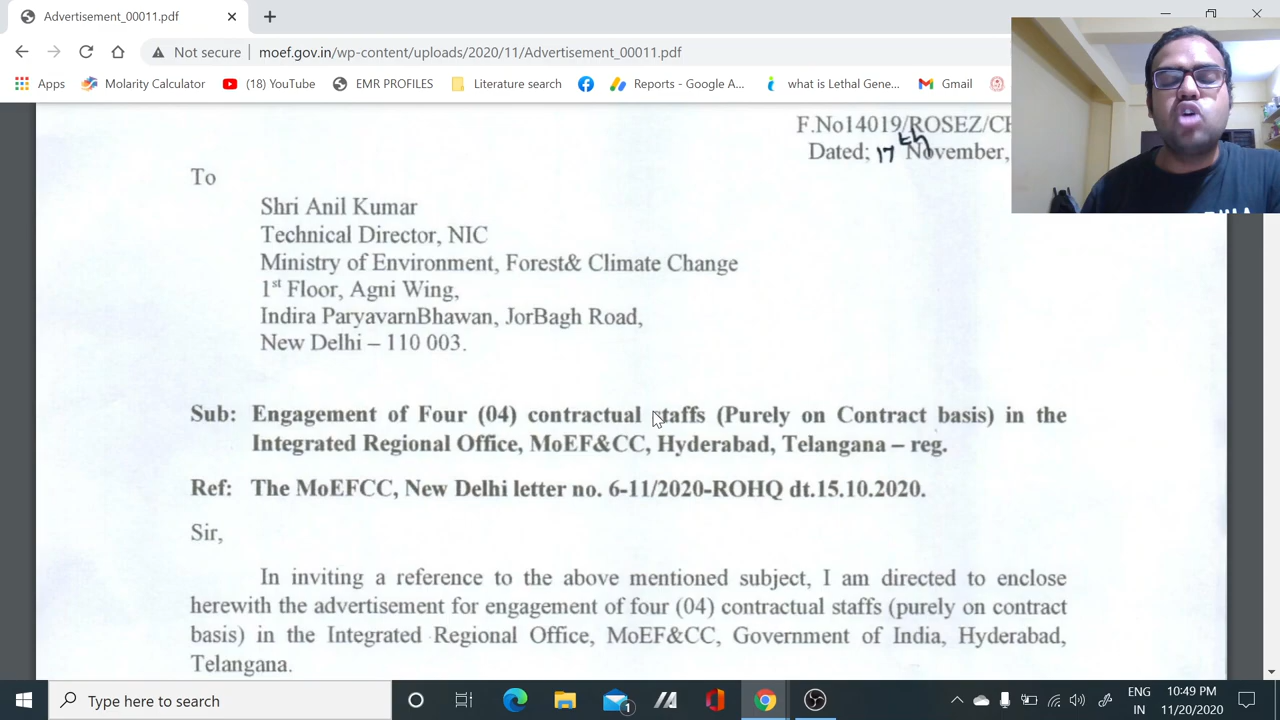 Advertisement_00011.pdf
Not secure moef.gov.in/wp-content/uploads/2020/11/Advertisement_00011.pdf
Apps Molarity Calculator (18) YouTube EMR PROFILES Literature search Reports - Google A... what is Lethal Gene... Gmail
F.No14019/ROSEZ/
Dated; 17th November,
To
Shri Anil Kumar
Technical Director, NIC
Ministry of Environment, Forest& Climate Change
1st Floor, Agni Wing,
Indira ParyavarnBhawan, JorBagh Road,
New Delhi – 110 003.
Sub: Engagement of Four (04) contractual staffs (Purely on Contract basis) in the
Integrated Regional Office, MoEF&CC, Hyderabad, Telangana – reg.
Ref: The MoEFCC, New Delhi letter no. 6-11/2020-ROHQ dt.15.10.2020.
Sir,
In inviting a reference to the above mentioned subject, I am directed to enclose
herewith the advertisement for engagement of four (04) contractual staffs (purely on contract
basis) in the Integrated Regional Office, MoEF&CC, Government of India, Hyderabad,
Telangana.
Type here to search
1
ENG
IN
10:49 PM
11/20/2020